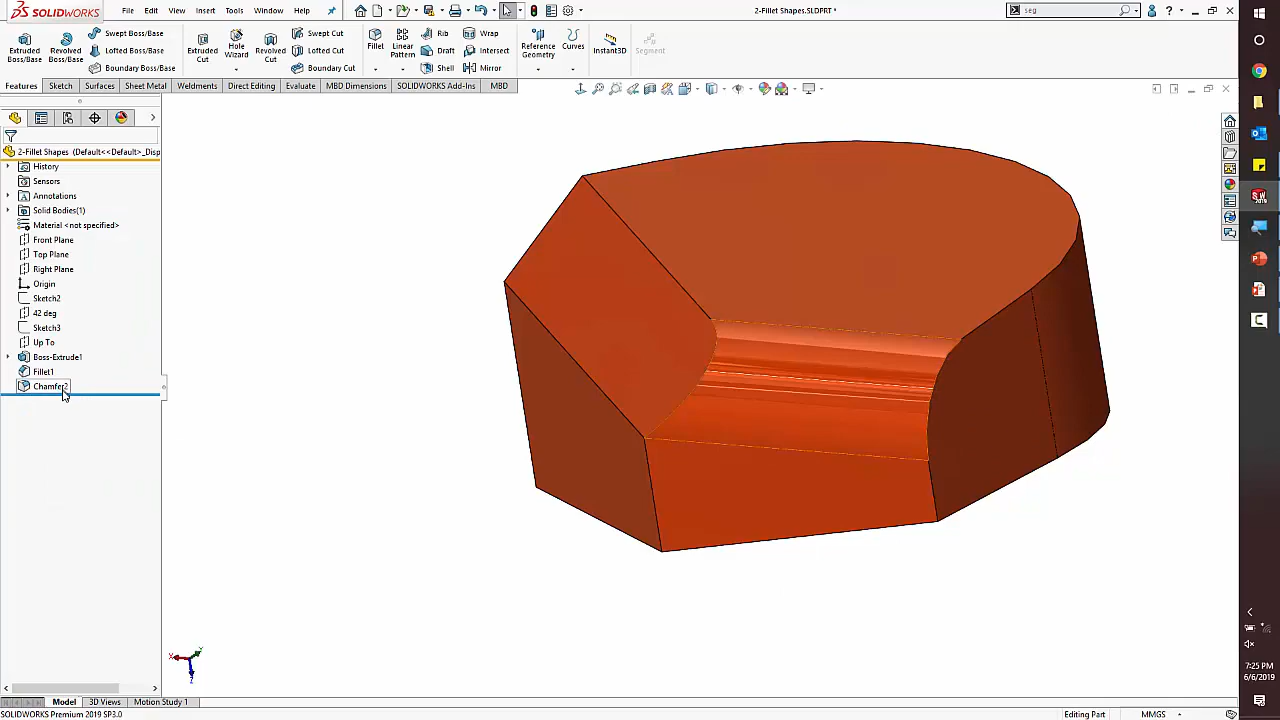 SOLIDWORKS File Edit View Insert Tools Window Help 2-Fillet Shapes.SLDPRT * seg
Extruded Boss/Base
Revolved Boss/Base
Swept Boss/Base
Lofted Boss/Base
Boundary Boss/Base
Extruded Cut
Hole Wizard
Revolved Cut
Swept Cut
Lofted Cut
Boundary Cut
Fillet
Linear Pattern
Rib
Draft
Shell
Wrap
Intersect
Mirror
Reference Geometry
Curves
Instant3D
Segment
Features Sketch Surfaces Sheet Metal Weldments Direct Editing Evaluate MBD Dimensions SOLIDWORKS Add-Ins MBD
2-Fillet Shapes (Default<<Default>_Disp
History
Sensors
Annotations
Solid Bodies(1)
Material <not specified>
Front Plane
Top Plane
Right Plane
Origin
Sketch2
42 deg
Sketch3
Up To
Boss-Extrude1
Fillet1
Chamfer2
Model 3D Views Motion Study 1
SOLIDWORKS Premium 2019 SP3.0 Editing Part MMGS
7:25 PM
6/6/2019